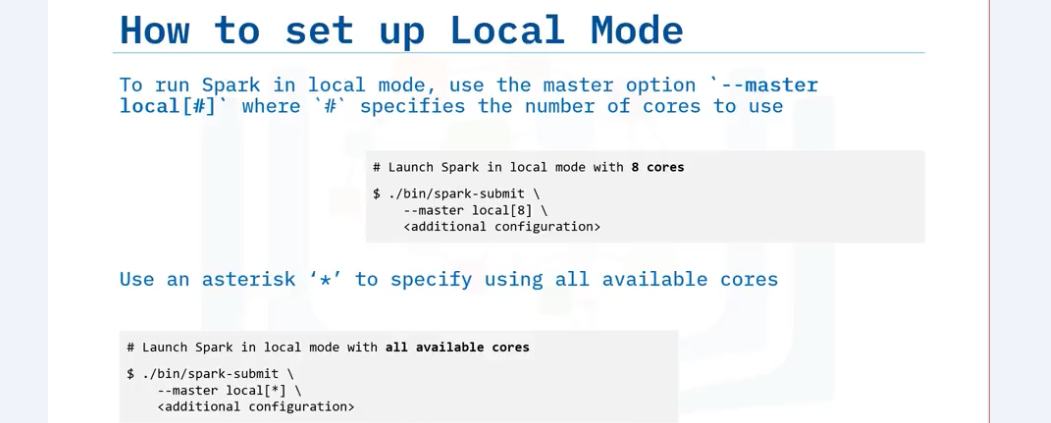 How to set up Local Mode
To run Spark in local mode, use the master option `--master
local[#]` where `#` specifies the number of cores to use
# Launch Spark in local mode with 8 cores
$ ./bin/spark-submit \
--master local[8] \
<additional configuration>
Use an asterisk ‘*’ to specify using all available cores
# Launch Spark in local mode with all available cores
$ ./bin/spark-submit \
--master local[*] \
<additional configuration>